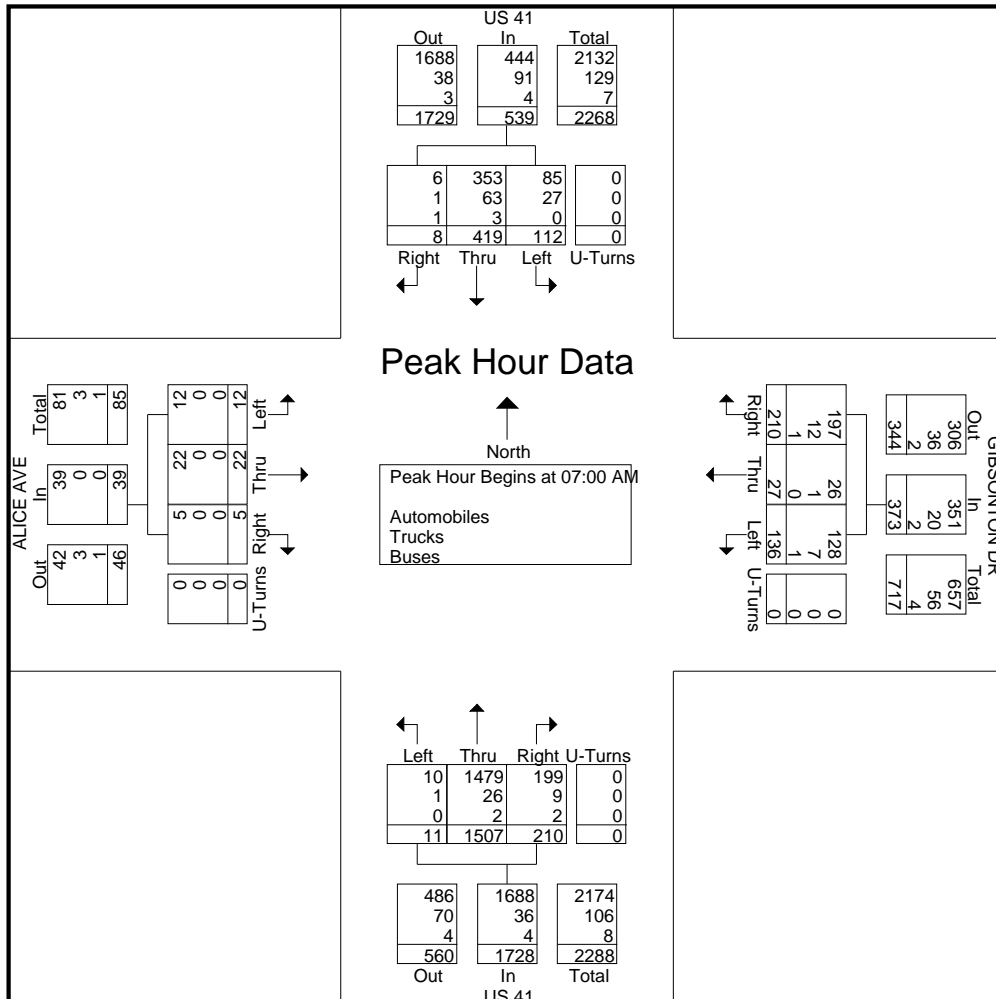 US 41
Out In Total
1688 444 2132
38 91 129
3 4 7
1729 539 2268
6 353 85 0
1 63 27 0
1 3 0 0
8 419 112 0
Right Thru Left U-Turns
Peak Hour Data
North
Peak Hour Begins at 07:00 AM
Automobiles
Trucks
Buses
ALICE AVE
Out In Total
42 39 81
3 0 3
1 0 1
46 39 85
0 5 22 12
0 0 0 0
0 0 0 0
0 5 22 12
U-Turns Right Thru Left
GIBSONTON DR
Out In Total
306 351 657
36 20 56
2 2 4
344 373 717
197 26 128 0
12 1 7 0
1 0 1 0
210 27 136 0
Right Thru Left U-Turns
Left Thru Right U-Turns
10 1479 199 0
1 26 9 0
0 2 2 0
11 1507 210 0
486 1688 2174
70 36 106
4 4 8
560 1728 2288
Out In Total
US 41